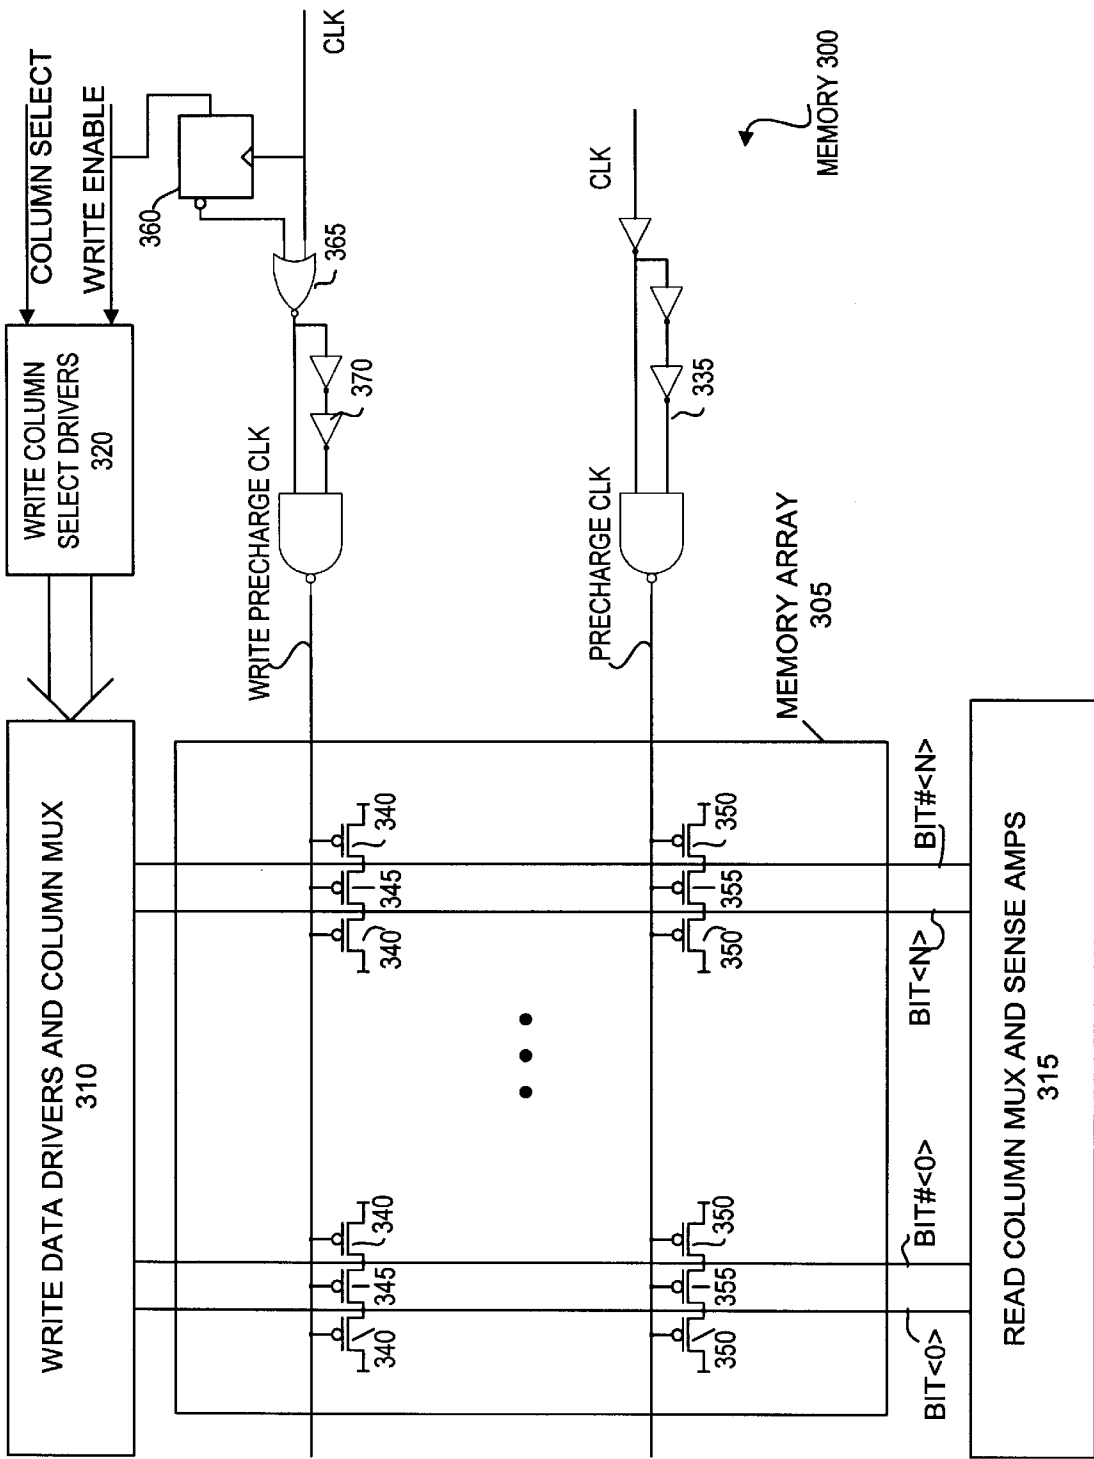 WRITE DATA DRIVERS AND COLUMN MUX
310
WRITE COLUMN
SELECT DRIVERS
320
COLUMN SELECT
WRITE ENABLE
360
CLK
365
370
WRITE PRECHARGE CLK
340
345
340
340
345
340
CLK
335
PRECHARGE CLK
350
355
350
350
355
350
MEMORY ARRAY
305
MEMORY 300
BIT<0>
BIT#<0>
BIT<N>
BIT#<N>
READ COLUMN MUX AND SENSE AMPS
315